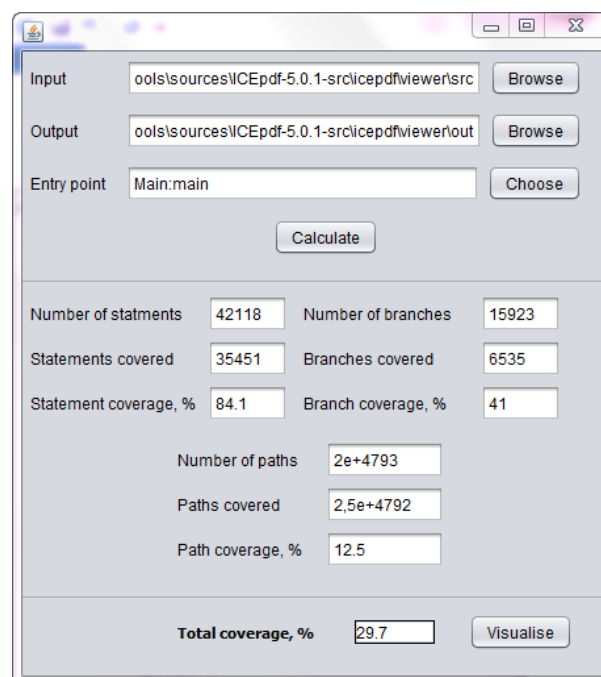 Input ools\sources\ICEpdf-5.0.1-src\icepdf\viewer\src Browse
Output ools\sources\ICEpdf-5.0.1-src\icepdf\viewer\out Browse
Entry point Main:main Choose
Calculate
Number of statments 42118 Number of branches 15923
Statements covered 35451 Branches covered 6535
Statement coverage, % 84.1 Branch coverage, % 41
Number of paths 2e+4793
Paths covered 2,5e+4792
Path coverage, % 12.5
Total coverage, % 29.7 Visualise